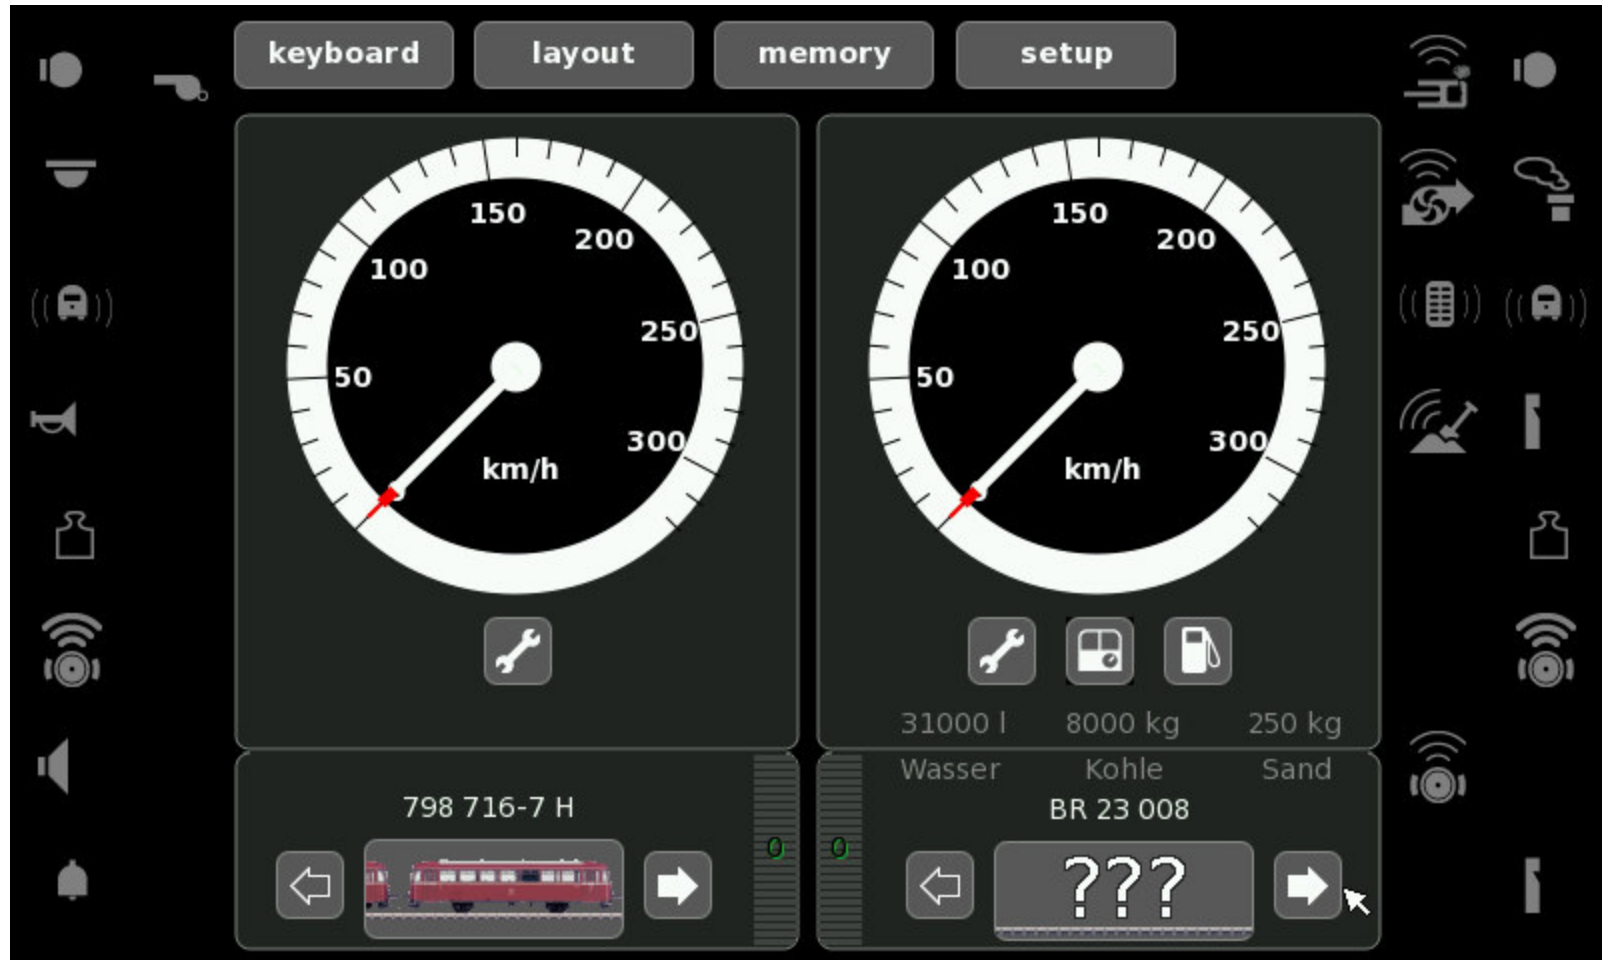 keyboard
layout
memory
setup
150
200
100
250
50
300
km/h
150
200
100
250
50
300
km/h
31000 l
8000 kg
250 kg
Wasser
Kohle
Sand
798 716-7 H
0
0
BR 23 008
???